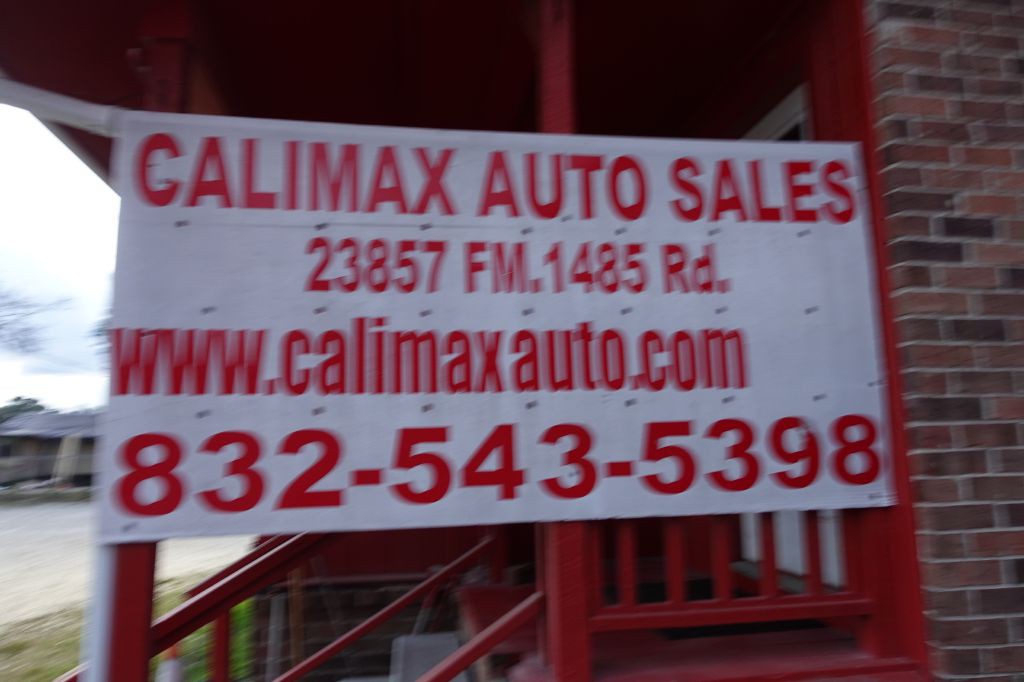 CALIMAX AUTO SALES
23857 FM.1485 Rd.
www.calimaxauto.com
832-543-5398